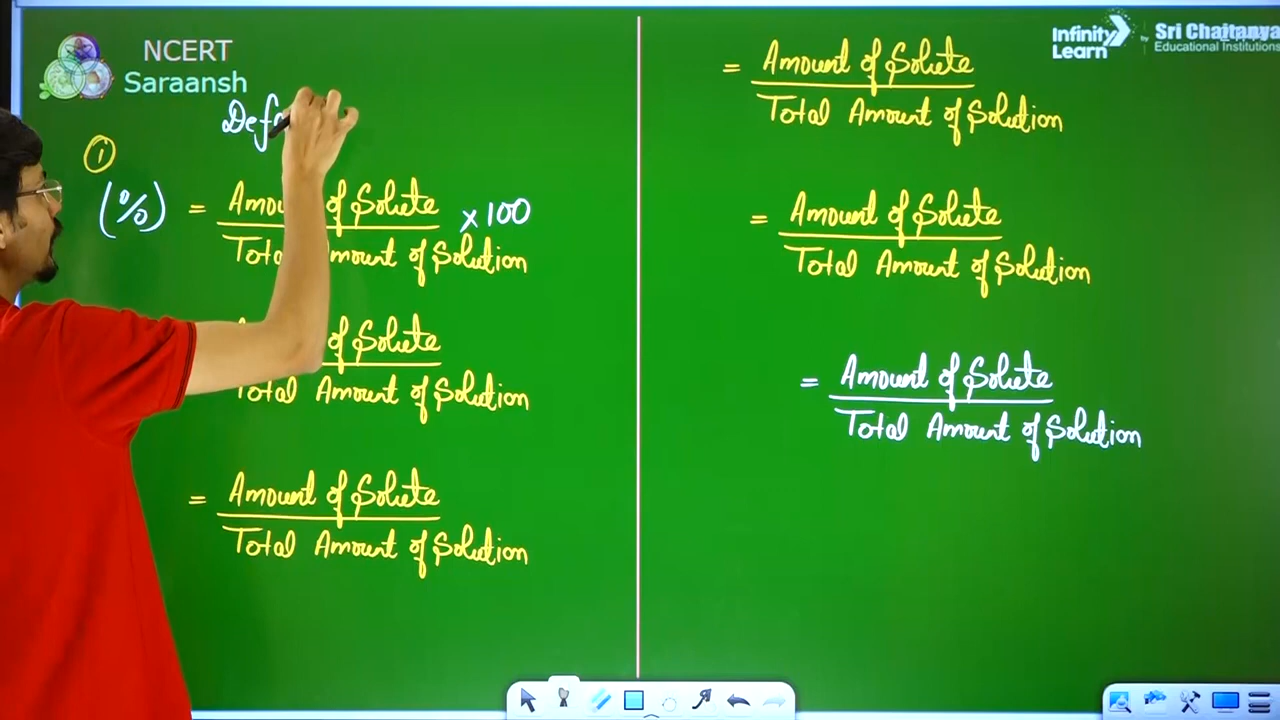 NCERT
Saraansh
Def
①
(%) = Amou of Solute × 100
Tota mount of Solution
of Solute
Total Amount of Solution
= Amount of Solute
Total Amount of Solution
Infinity Learn by Sri Chaitanya Educational Institutions
= Amount of Solute
Total Amount of Solution
= Amount of Solute
Total Amount of Solution
= Amount of Solute
Total Amount of Solution